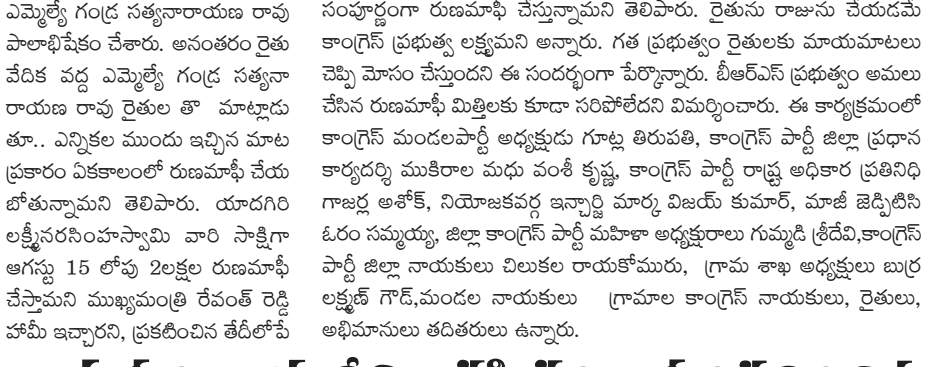 ఎమ్మెల్యే గండ్ర సత్యనారాయణ రావు
పాలాభిషేకం చేశారు. అనంతరం రైతు
వేదిక వద్ద ఎమ్మెల్యే గండ్ర సత్యనా
రాయణ రావు రైతుల తో మాట్లాడు
తూ.. ఎన్నికల ముందు ఇచ్చిన మాట
ప్రకారం ఏకకాలంలో రుణమాఫీ చేయ
బోతున్నామని తెలిపారు. యాదగిరి
లక్ష్మీనరసింహస్వామి వారి సాక్షిగా
ఆగస్టు 15 లోపు 2లక్షల రుణమాఫీ
చేస్తామని ముఖ్యమంత్రి రేవంత్ రెడ్డి
హామీ ఇచ్చారని, ప్రకటించిన తేదీలోపే
సంపూర్ణంగా రుణమాఫీ చేస్తున్నామని తెలిపారు. రైతును రాజును చేయడమే
కాంగ్రెస్ ప్రభుత్వ లక్ష్యమని అన్నారు. గత ప్రభుత్వం రైతులకు మాయమాటలు
చెప్పి మోసం చేస్తుందని ఈ సందర్భంగా పేర్కొన్నారు. బీఆర్ఎస్ ప్రభుత్వం అమలు
చేసిన రుణమాఫీ మిత్తిలకు కూడా సరిపోలేదని విమర్శించారు. ఈ కార్యక్రమంలో
కాంగ్రెస్ మండలపార్టీ అధ్యక్షుడు గూట్ల తిరుపతి, కాంగ్రెస్ పార్టీ జిల్లా ప్రధాన
కార్యదర్శి ముకిరాల మధు వంశీ కృష్ణ, కాంగ్రెస్ పార్టీ రాష్ట్ర అధికార ప్రతినిధి
గాజర్ల అశోక్, నియోజకవర్గ ఇన్చార్జి మార్క విజయ్ కుమార్, మాజీ జెడ్పిటిసి
ఓరం సమ్మయ్య, జిల్లా కాంగ్రెస్ పార్టీ మహిళా అధ్యక్షురాలు గుమ్మడి శ్రీదేవి,కాంగ్రెస్
పార్టీ జిల్లా నాయకులు చిలుకల రాయకోమురు, గ్రామ శాఖ అధ్యక్షులు బుర్ర
లక్ష్మణ్ గౌడ్,మండల నాయకులు గ్రామాల కాంగ్రెస్ నాయకులు, రైతులు,
అభిమానులు తదితరులు ఉన్నారు.